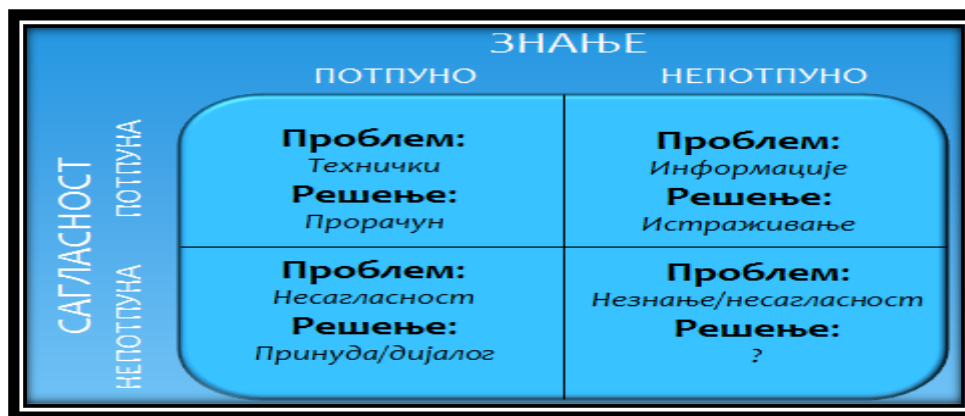 ЗНАЊЕ
ПОТПУНО
НЕПОТПУНО
САГЛАСНОСТ
ПОТПУНА
Проблем:
Технички
Решење:
Прорачун
Проблем:
Информације
Решење:
Истраживање
НЕПОТПУНА
Проблем:
Несагласност
Решење:
Принуда/дијалог
Проблем:
Незнање/несагласност
Решење:
?